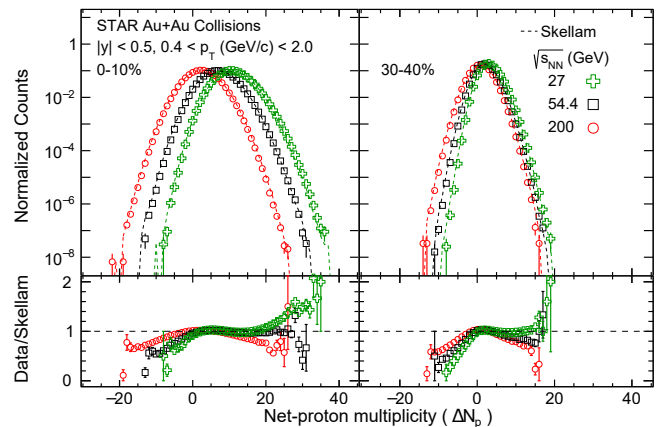 STAR Au+Au Collisions
|y| < 0.5, 0.4 < p_T (GeV/c) < 2.0
0-10%
Skellam
30-40%
√s_NN (GeV)
27
54.4
200
Normalized Counts
1
10^-2
10^-4
10^-6
10^-8
Data/Skellam
2
1
0
−20 0 20 40
−20 0 20 40
Net-proton multiplicity ( ΔN_p )